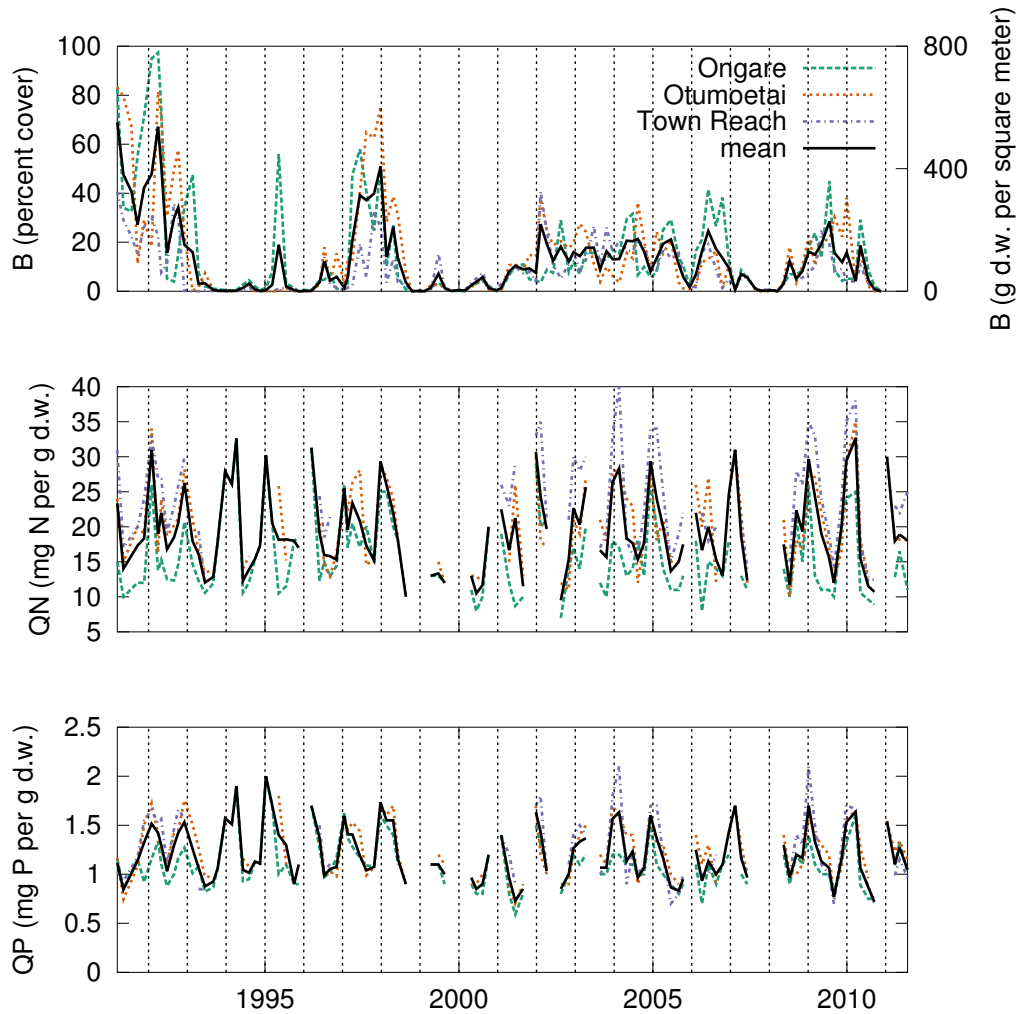 B (percent cover)
100
80
60
40
20
0
Ongare
Otumoetai
Town Reach
mean
800
400
0
B (g d.w. per square meter)
QN (mg N per g d.w.)
40
35
30
25
20
15
10
5
QP (mg P per g d.w.)
2.5
2
1.5
1
0.5
0
1995 2000 2005 2010